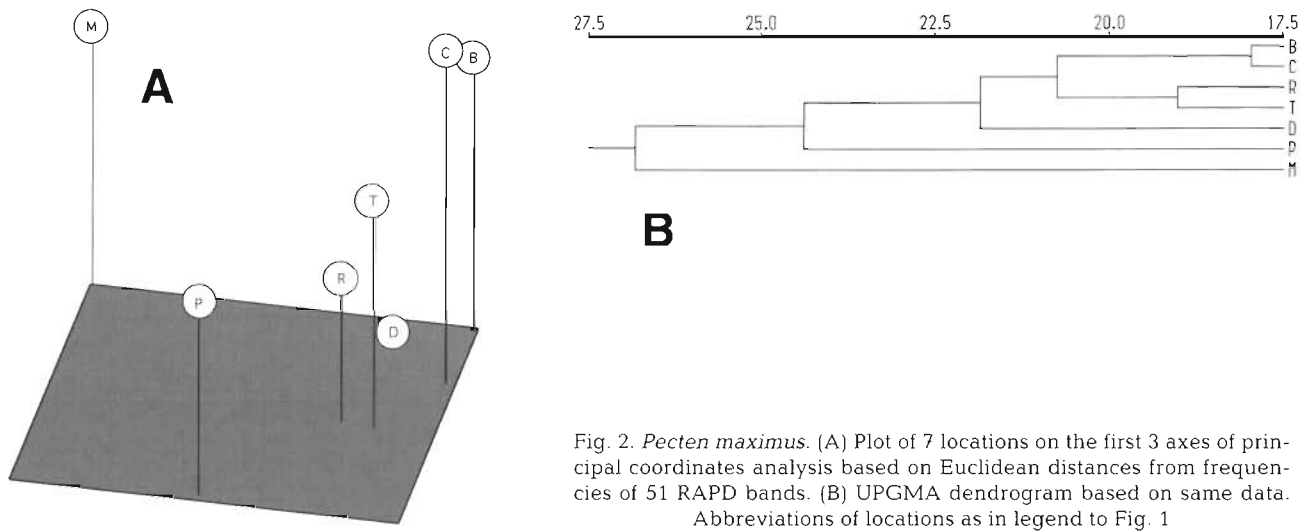 M
C
B
A
T
R
P
D
27.5 25.0 22.5 20.0 17.5
B
C
R
T
D
P
M
B
Fig. 2. Pecten maximus. (A) Plot of 7 locations on the first 3 axes of prin-
cipal coordinates analysis based on Euclidean distances from frequen-
cies of 51 RAPD bands. (B) UPGMA dendrogram based on same data.
Abbreviations of locations as in legend to Fig. 1